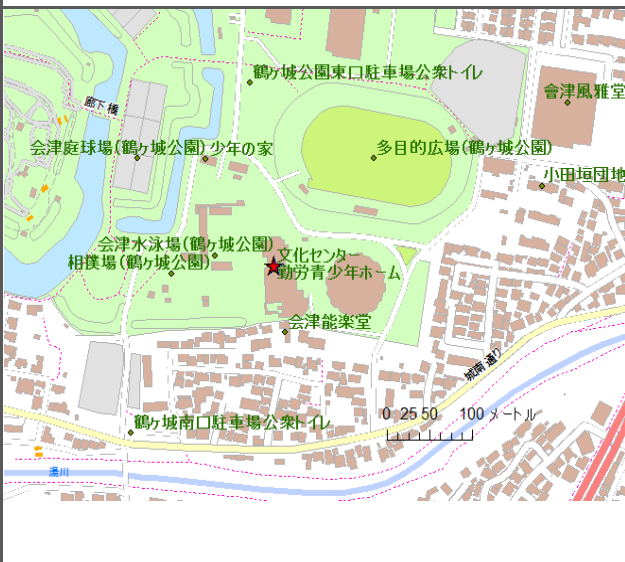 鶴ヶ城公園東口駐車場公衆トイレ
會津風雅堂
廊下橋
会津庭球場(鶴ヶ城公園)
少年の家
多目的広場(鶴ヶ城公園)
小田垣団地
会津水泳場(鶴ヶ城公園)
相撲場(鶴ヶ城公園)
文化センター
勤労青少年ホーム
会津能楽堂
城南通り
0 25 50 100 メートル
鶴ヶ城南口駐車場公衆トイレ
湯川